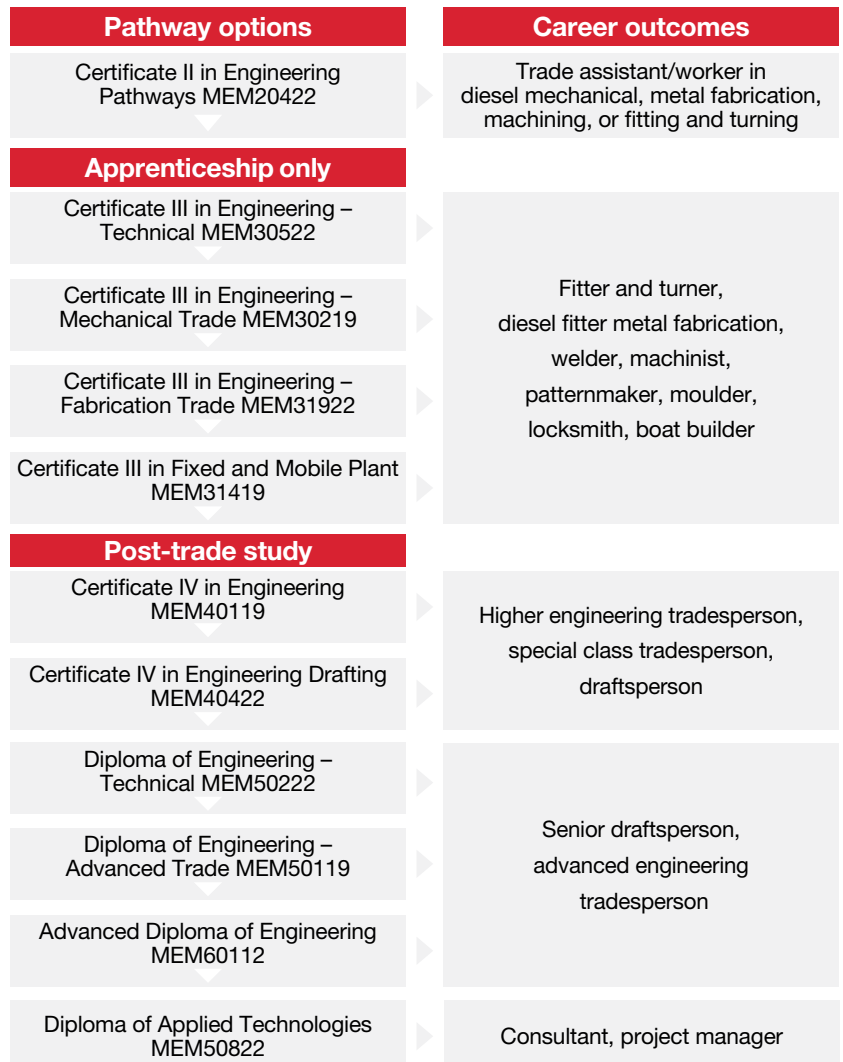 Pathway options
Career outcomes
Certificate II in Engineering
Pathways MEM20422
Trade assistant/worker in
diesel mechanical, metal fabrication,
machining, or fitting and turning
Apprenticeship only
Certificate III in Engineering –
Technical MEM30522
Certificate III in Engineering –
Mechanical Trade MEM30219
Certificate III in Engineering –
Fabrication Trade MEM31922
Certificate III in Fixed and Mobile Plant
MEM31419
Fitter and turner,
diesel fitter metal fabrication,
welder, machinist,
patternmaker, moulder,
locksmith, boat builder
Post-trade study
Certificate IV in Engineering
MEM40119
Certificate IV in Engineering Drafting
MEM40422
Higher engineering tradesperson,
special class tradesperson,
draftsperson
Diploma of Engineering –
Technical MEM50222
Diploma of Engineering –
Advanced Trade MEM50119
Advanced Diploma of Engineering
MEM60112
Senior draftsperson,
advanced engineering
tradesperson
Diploma of Applied Technologies
MEM50822
Consultant, project manager